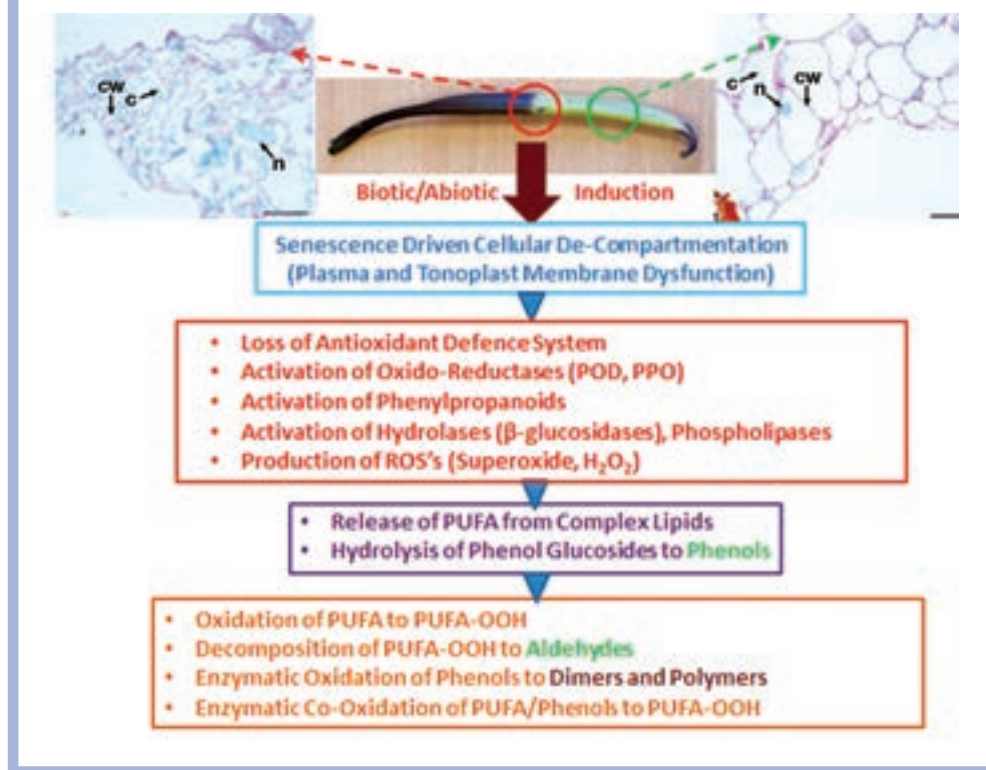 cw
c
n
c
n
cw
Biotic/Abiotic Induction
Senescence Driven Cellular De-Compartmentation
(Plasma and Tonoplast Membrane Dysfunction)
• Loss of Antioxidant Defence System
• Activation of Oxido-Reductases (POD, PPO)
• Activation of Phenylpropanoids
• Activation of Hydrolases (β-glucosidases), Phospholipases
• Production of ROS's (Superoxide, H₂O₂)
• Release of PUFA from Complex Lipids
• Hydrolysis of Phenol Glucosides to Phenols
• Oxidation of PUFA to PUFA-OOH
• Decomposition of PUFA-OOH to Aldehydes
• Enzymatic Oxidation of Phenols to Dimers and Polymers
• Enzymatic Co-Oxidation of PUFA/Phenols to PUFA-OOH